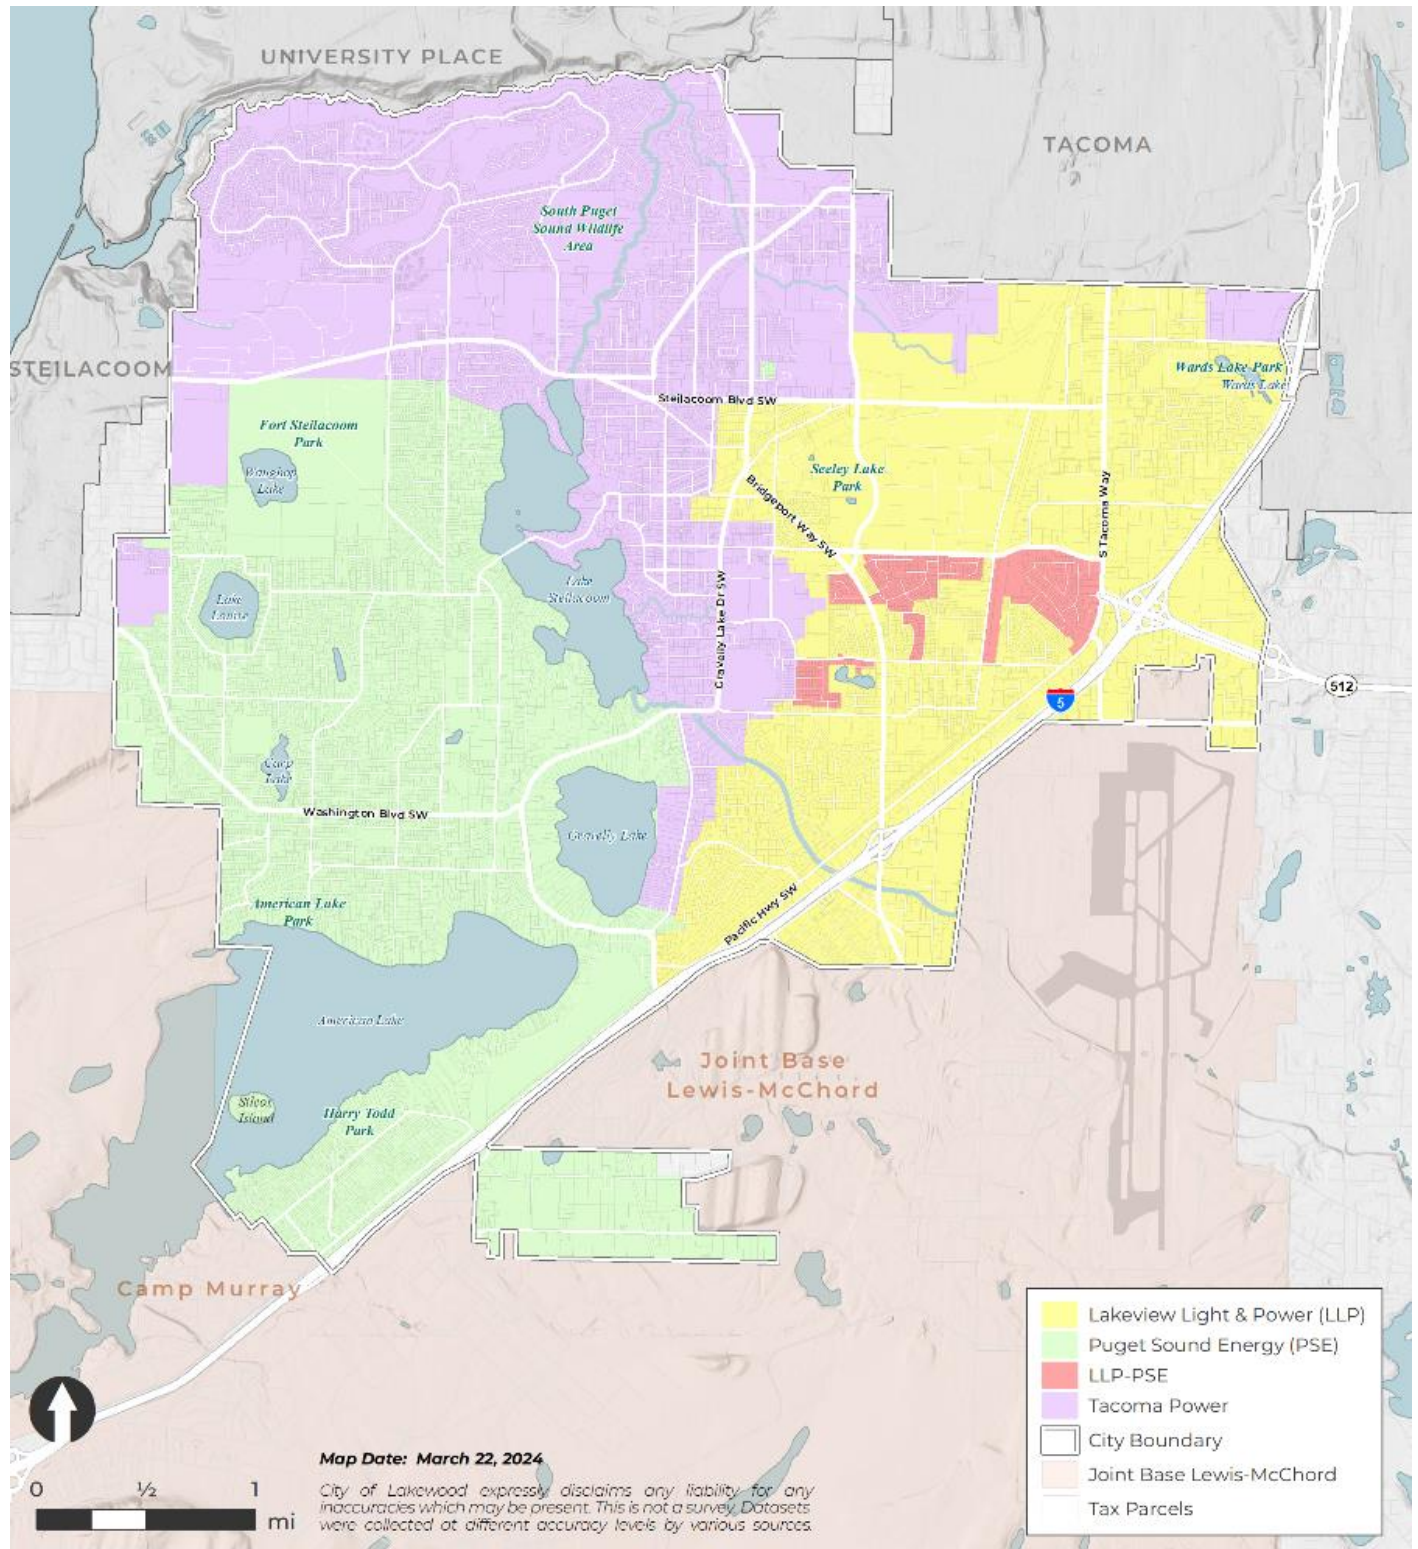 UNIVERSITY PLACE
TACOMA
South Puget
Sound Wildlife
Area
STEILACOOM
Wards Lake Park
Wards Lake
Steilacoom Blvd SW
Fort Steilacoom
Park
Waughop
Lake
Seeley Lake
Park
Bridgeport Way SW
S Tacoma Way
Lake
Louise
Lake
Steilacoom
Gravelly Lake Dr SW
512
5
Carp
Lake
Washington Blvd SW
Gravelly Lake
American Lake
Park
Pacific Hwy SW
American Lake
Joint Base
Lewis-McChord
Silcox
Island
Harry Todd
Park
Camp Murray
Lakeview Light & Power (LLP)
Puget Sound Energy (PSE)
LLP-PSE
Tacoma Power
City Boundary
Joint Base Lewis-McChord
Tax Parcels
Map Date: March 22, 2024
0 ½ 1
mi
City of Lakewood expressly disclaims any liability for any
inaccuracies which may be present. This is not a survey. Datasets
were collected at different accuracy levels by various sources.